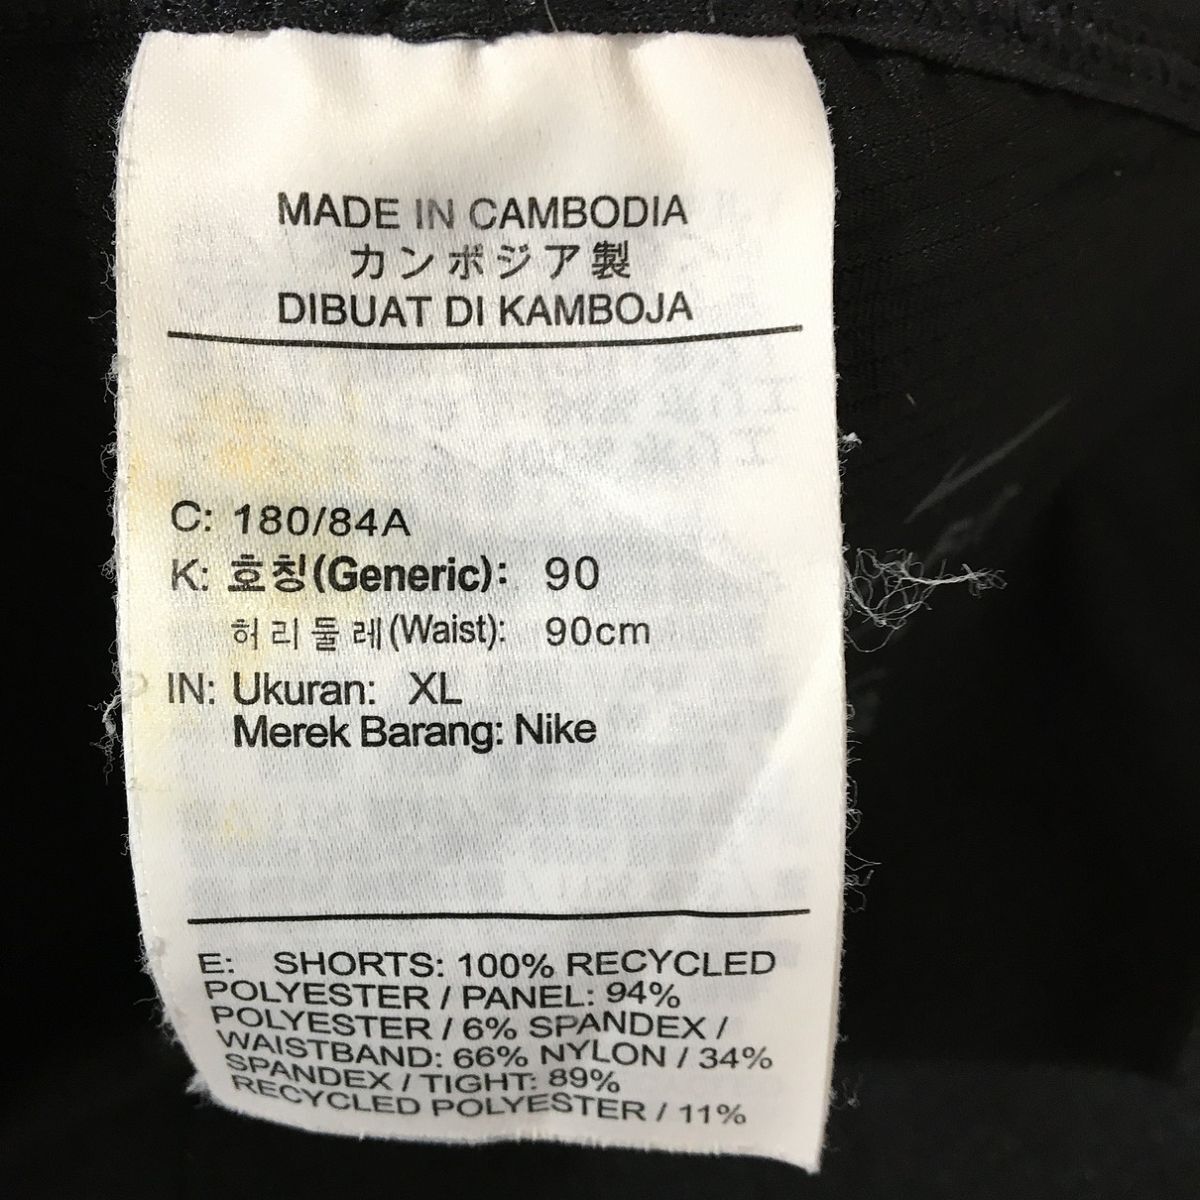 MADE IN CAMBODIA
カンボジア製
DIBUAT DI KAMBOJA
C: 180/84A
K: 호칭(Generic): 90
허리둘레(Waist): 90cm
IN: Ukuran: XL
Merek Barang: Nike
E: SHORTS: 100% RECYCLED
POLYESTER / PANEL: 94%
POLYESTER / 6% SPANDEX /
WAISTBAND: 66% NYLON / 34%
SPANDEX / TIGHT: 89%
RECYCLED POLYESTER / 11%